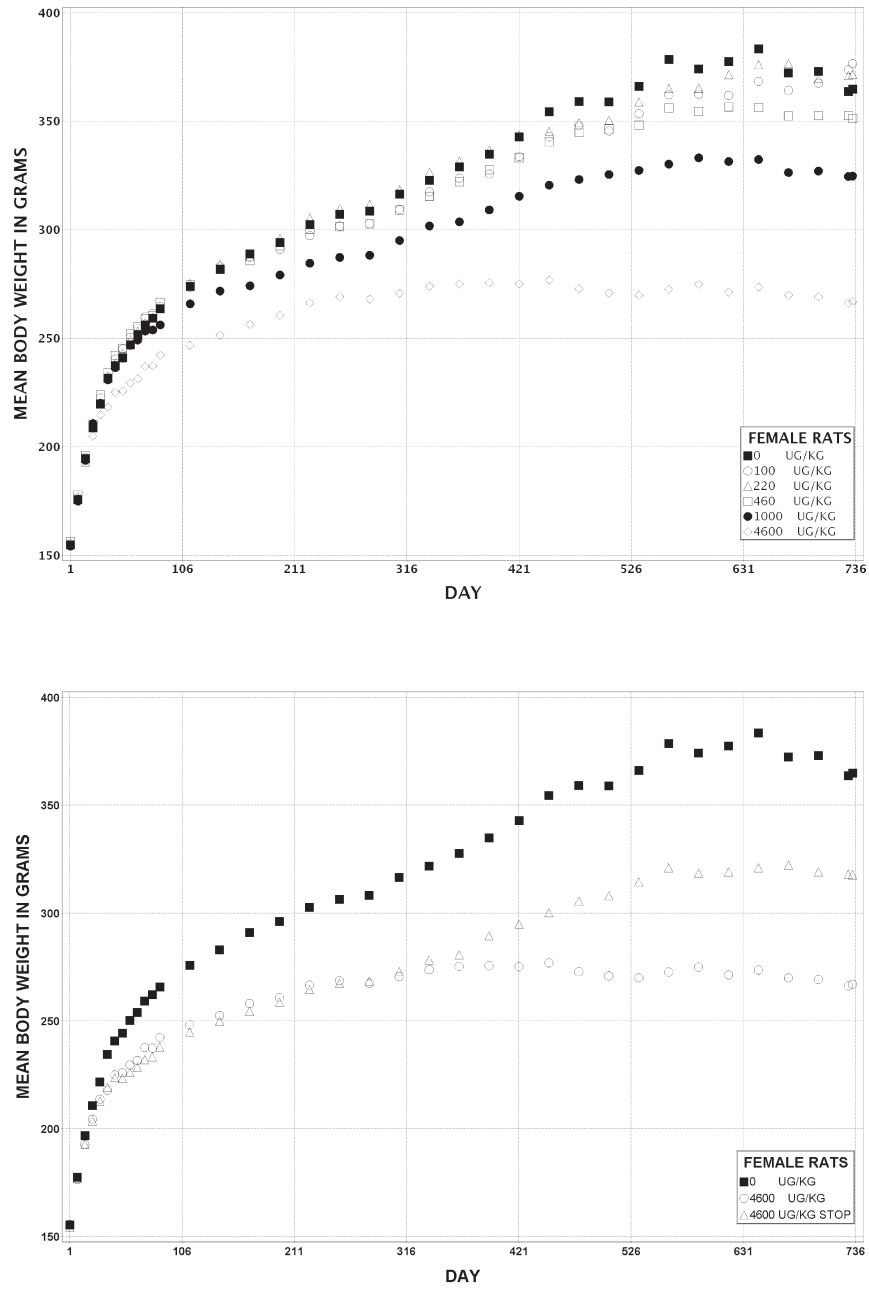 400
350
300
250
200
150
MEAN BODY WEIGHT IN GRAMS
FEMALE RATS
0 UG/KG
100 UG/KG
220 UG/KG
460 UG/KG
1000 UG/KG
4600 UG/KG
1 106 211 316 421 526 631 736
DAY
400
350
300
250
200
150
MEAN BODY WEIGHT IN GRAMS
FEMALE RATS
0 UG/KG
4600 UG/KG
4600 UG/KG STOP
1 106 211 316 421 526 631 736
DAY